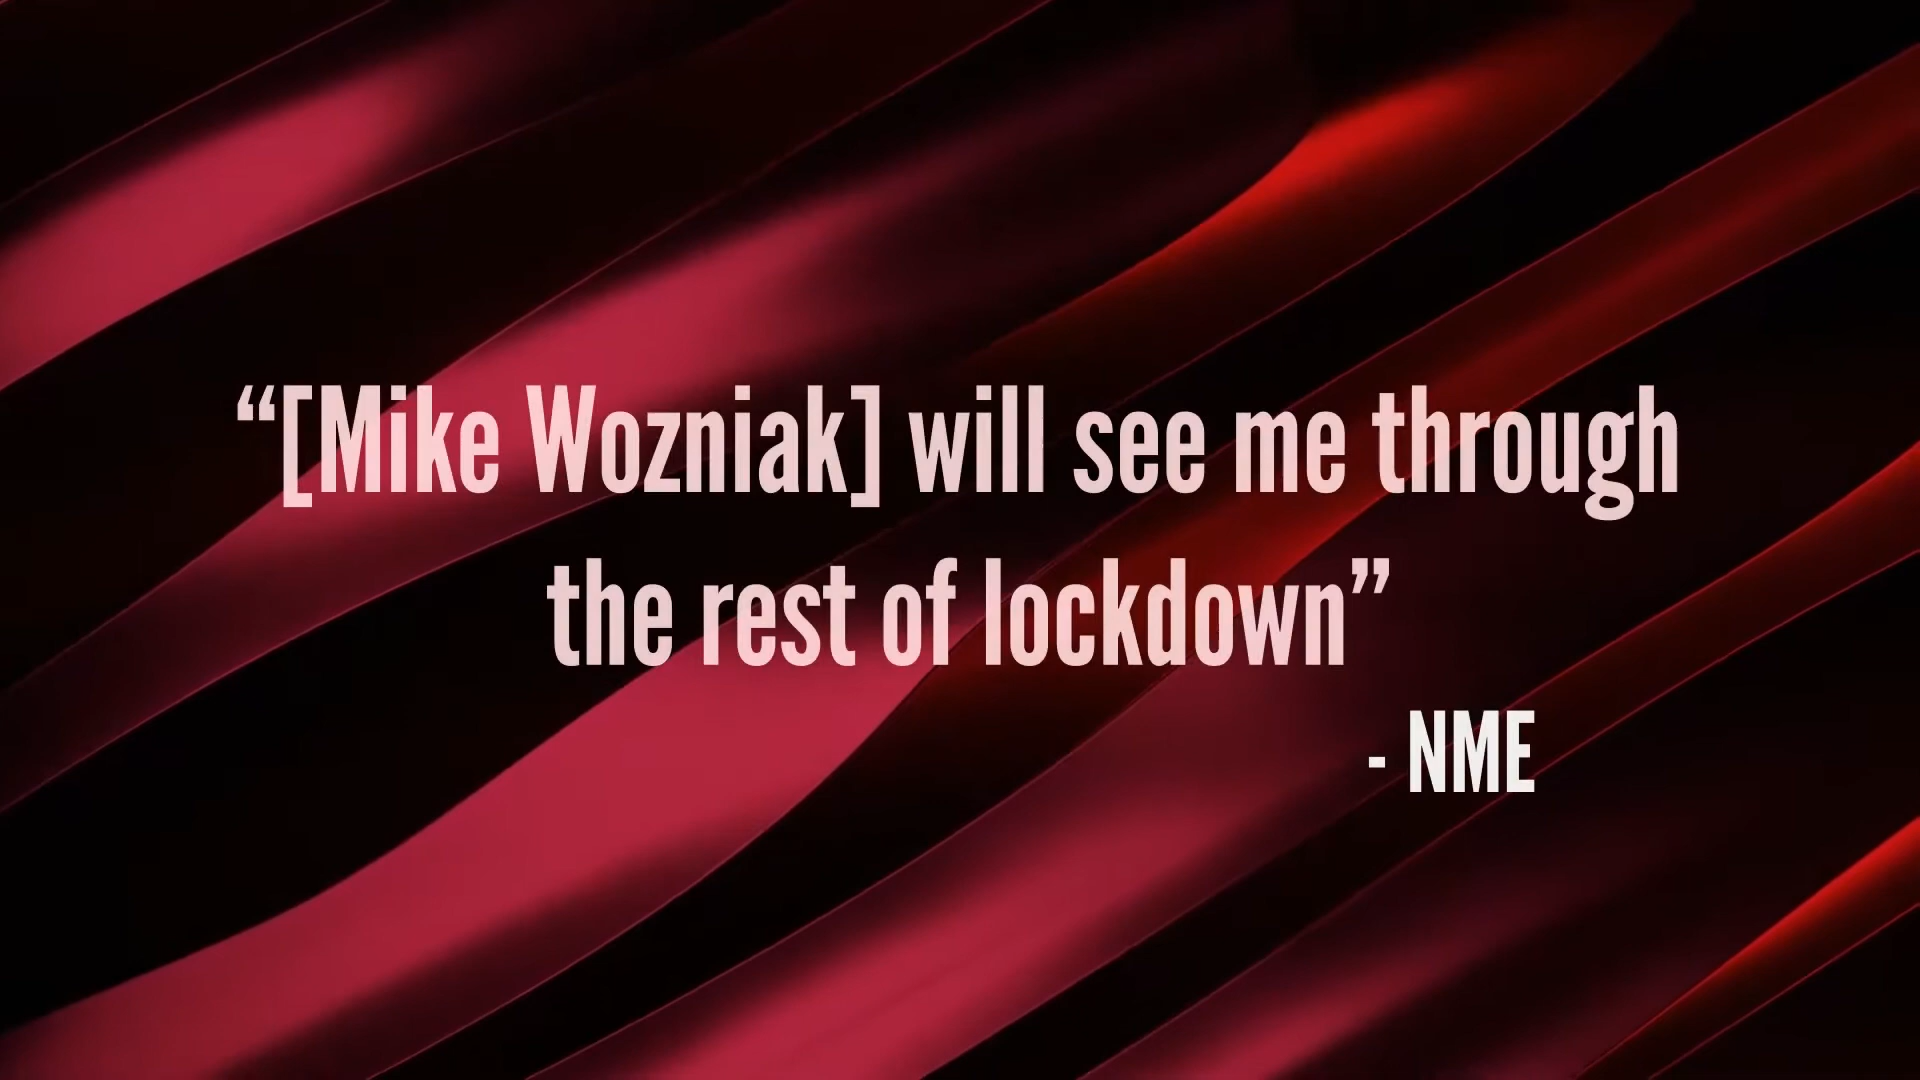 “[Mike Wozniak] will see me through
the rest of lockdown”
- NME